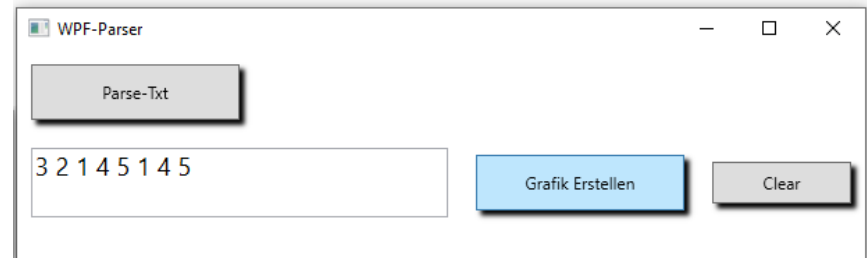 WPF-Parser
Parse-Txt
3 2 1 4 5 1 4 5
Grafik Erstellen
Clear